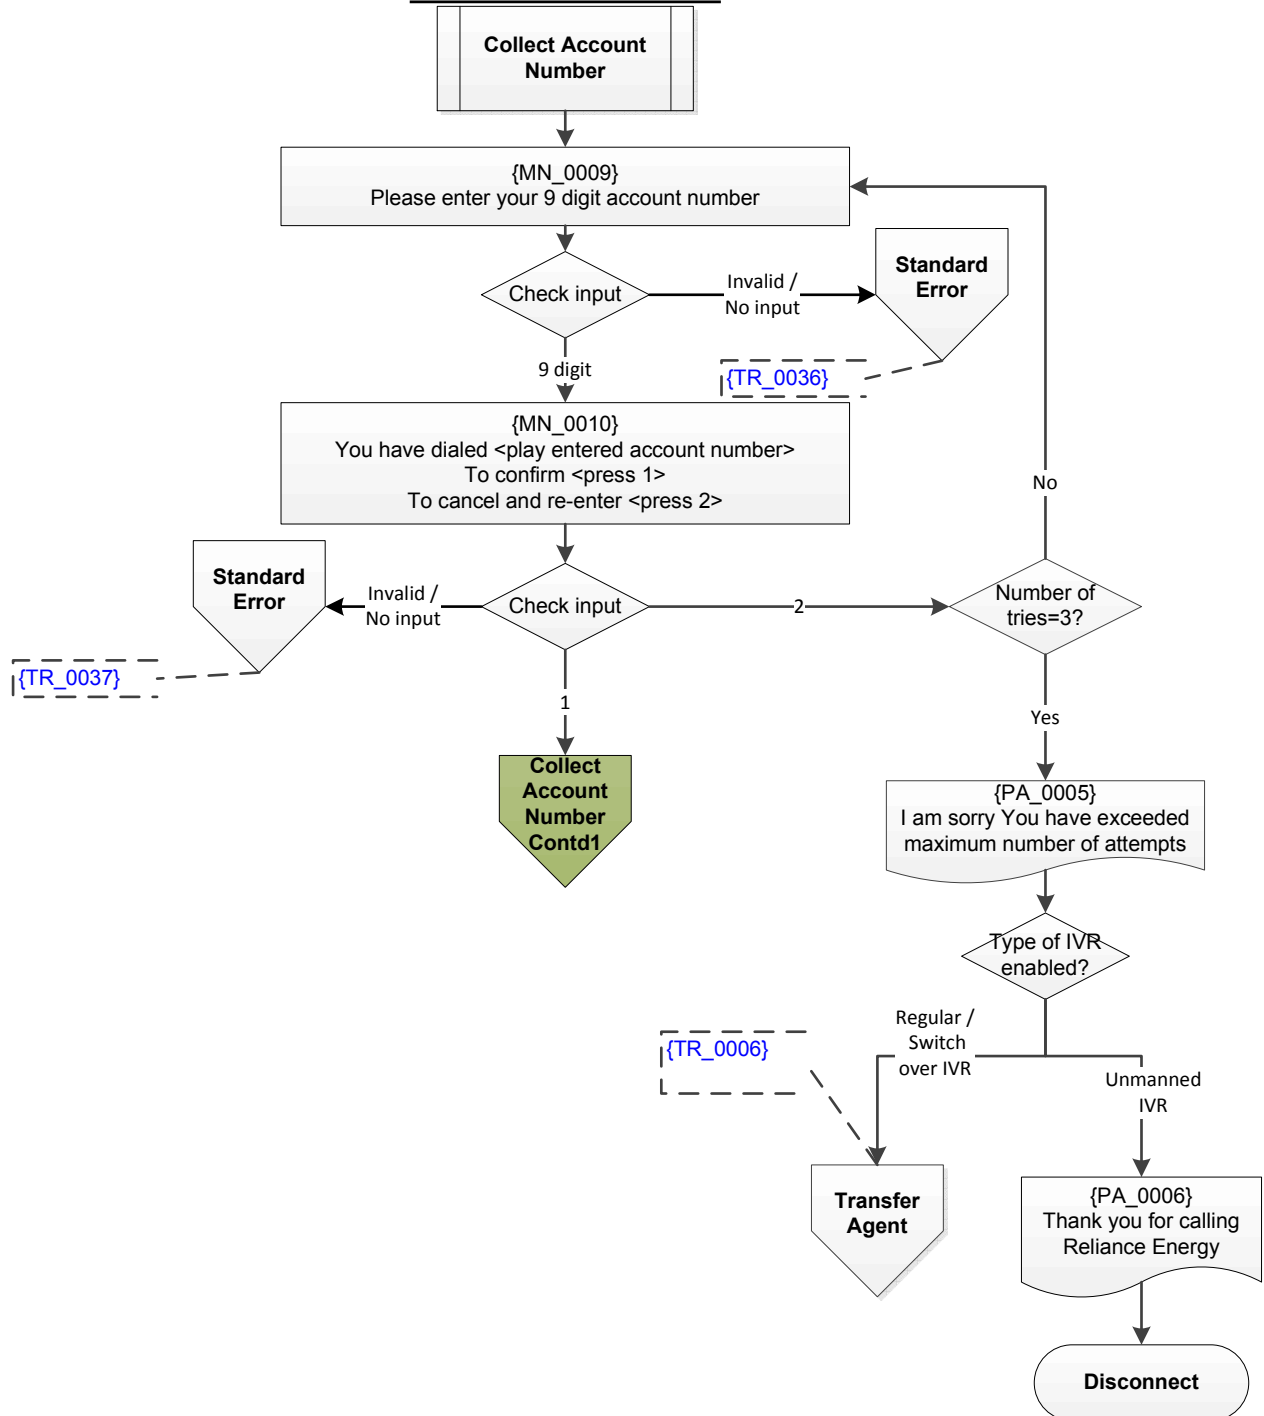 Collect Account
Number
{MN_0009}
Please enter your 9 digit account number
Check input
Invalid /
No input
Standard
Error
{TR_0036}
9 digit
{MN_0010}
You have dialed <play entered account number>
To confirm <press 1>
To cancel and re-enter <press 2>
No
Standard
Error
Invalid /
No input
Check input
2
Number of
tries=3?
{TR_0037}
1
Yes
Collect
Account
Number
Contd1
{PA_0005}
I am sorry You have exceeded
maximum number of attempts
Type of IVR
enabled?
Regular /
Switch
over IVR
{TR_0006}
Unmanned
IVR
Transfer
Agent
{PA_0006}
Thank you for calling
Reliance Energy
Disconnect